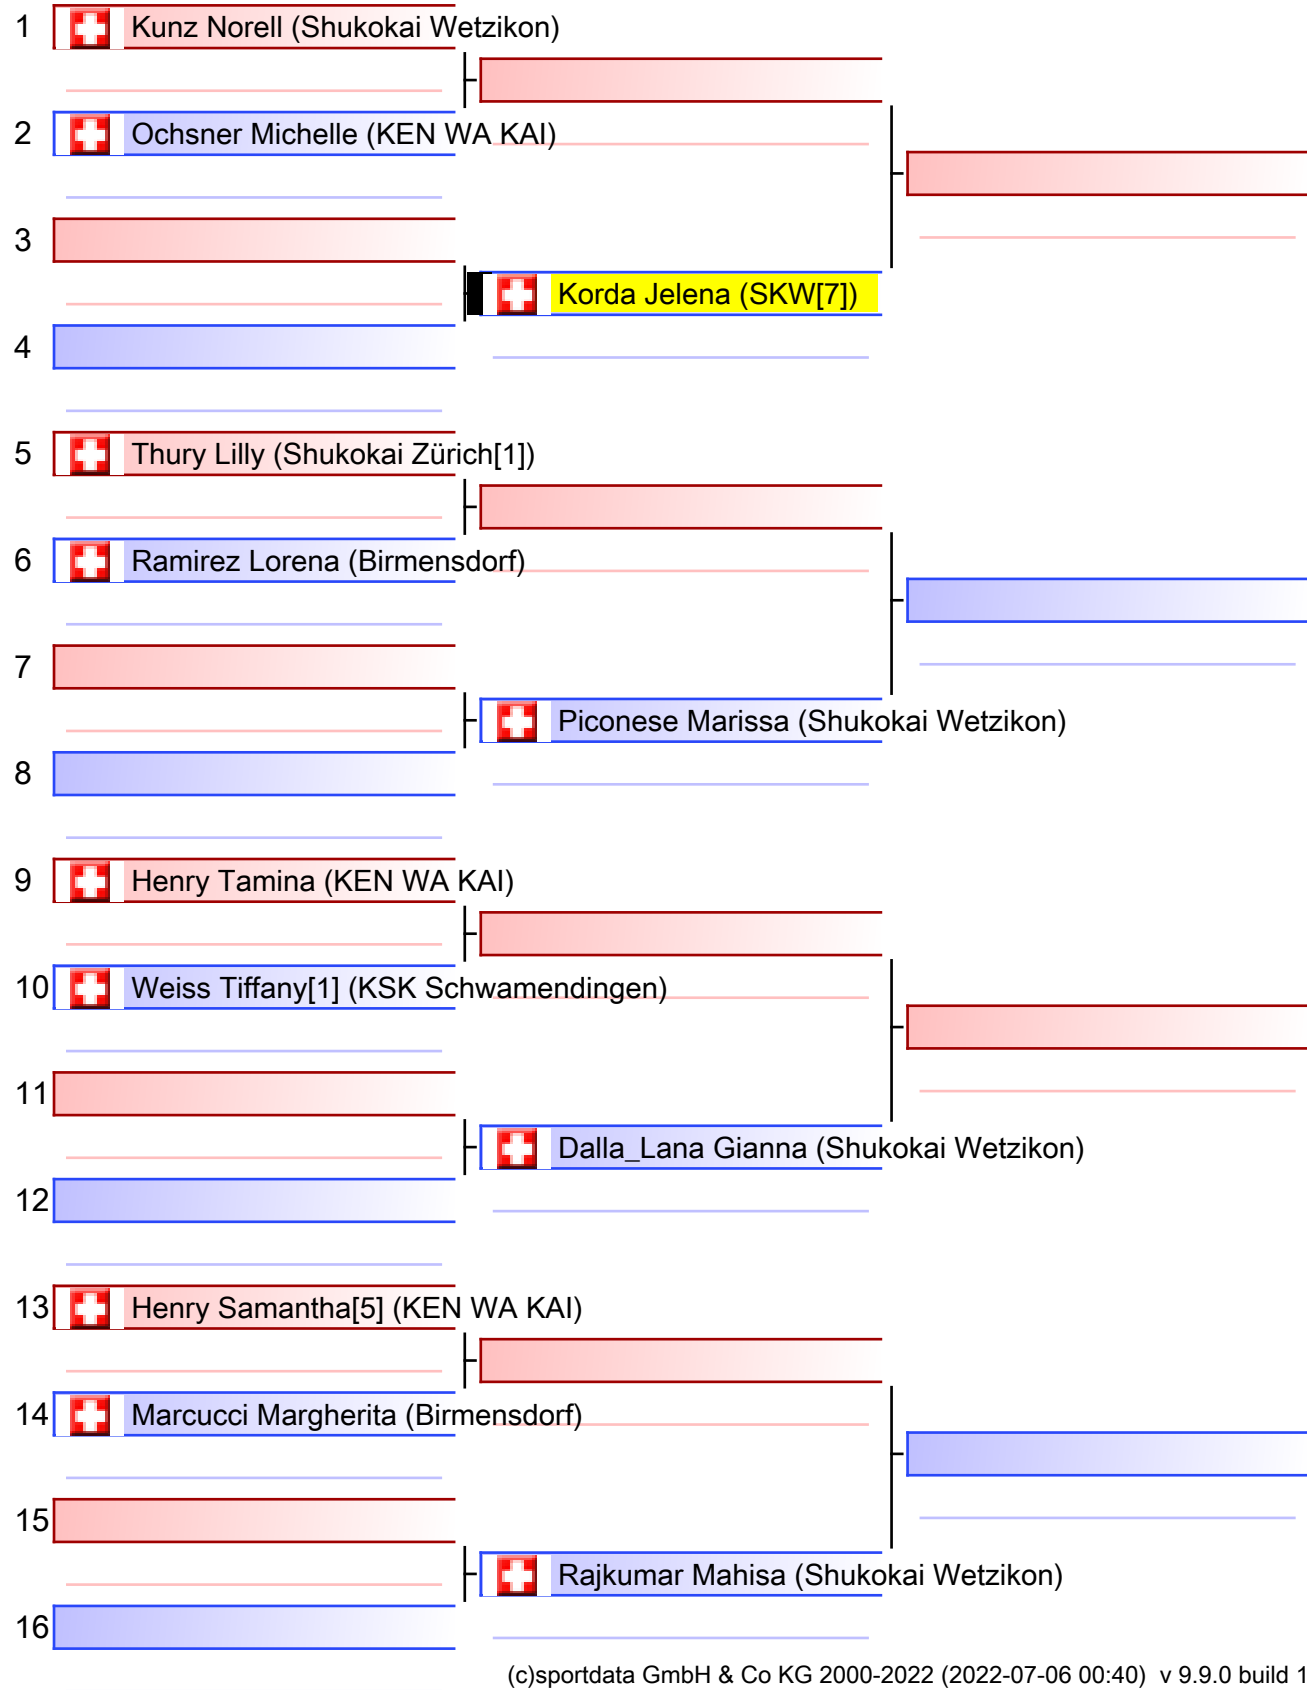 1 Kunz Norell (Shukokai Wetzikon)
2 Ochsner Michelle (KEN WA KAI)
3
Korda Jelena (SKW[7])
4
5 Thury Lilly (Shukokai Zürich[1])
6 Ramirez Lorena (Birmensdorf)
7
Piconese Marissa (Shukokai Wetzikon)
8
9 Henry Tamina (KEN WA KAI)
10 Weiss Tiffany[1] (KSK Schwamendingen)
11
Dalla_Lana Gianna (Shukokai Wetzikon)
12
13 Henry Samantha[5] (KEN WA KAI)
14 Marcucci Margherita (Birmensdorf)
15
Rajkumar Mahisa (Shukokai Wetzikon)
16
(c)sportdata GmbH & Co KG 2000-2022 (2022-07-06 00:40) v 9.9.0 build 1